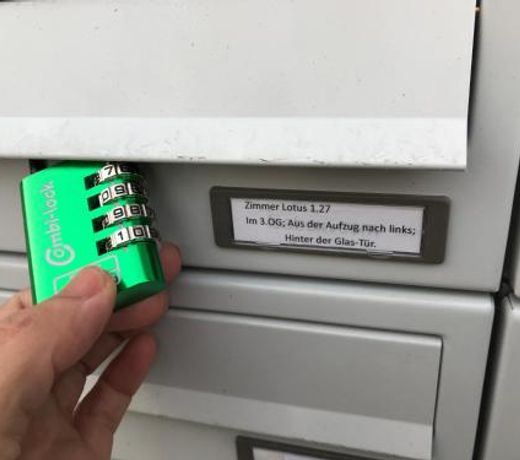 Combi-lock
Zimmer Lotus 1.27
Im 3.OG; Aus der Aufzug nach links;
Hinter der Glas-Tür.